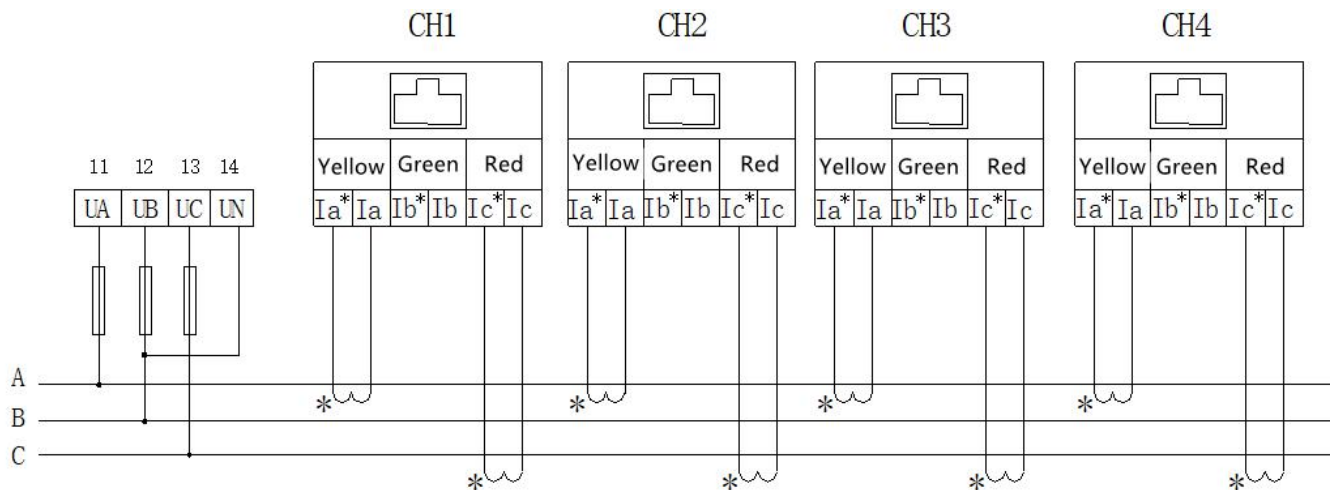 CH1 CH2 CH3 CH4
Yellow Green Red Yellow Green Red Yellow Green Red Yellow Green Red
11 12 13 14
UA UB UC UN
Ia* Ia Ib* Ib Ic* Ic Ia* Ia Ib* Ib Ic* Ic Ia* Ia Ib* Ib Ic* Ic Ia* Ia Ib* Ib Ic* Ic
A
* * * *
B
C
* * * *